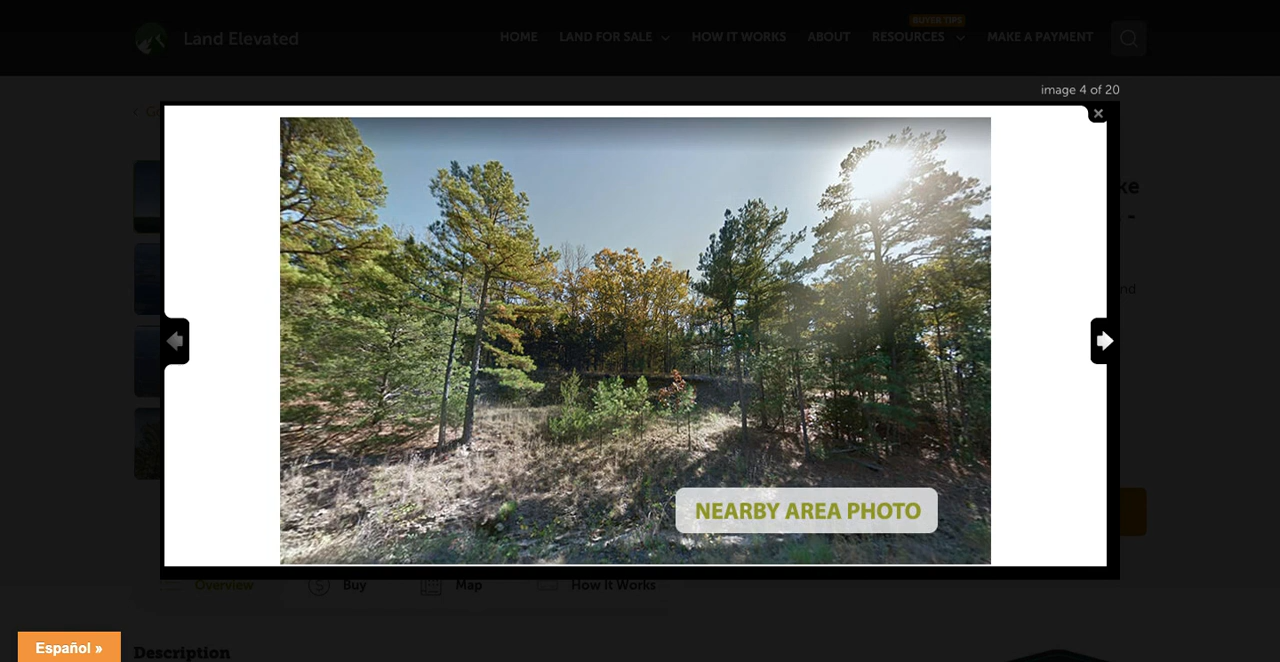 BUYER TIPS
Land Elevated
HOME LAND FOR SALE HOW IT WORKS ABOUT RESOURCES MAKE A PAYMENT
image 4 of 20
NEARBY AREA PHOTO
Overview Buy Map How It Works
Español »
Description